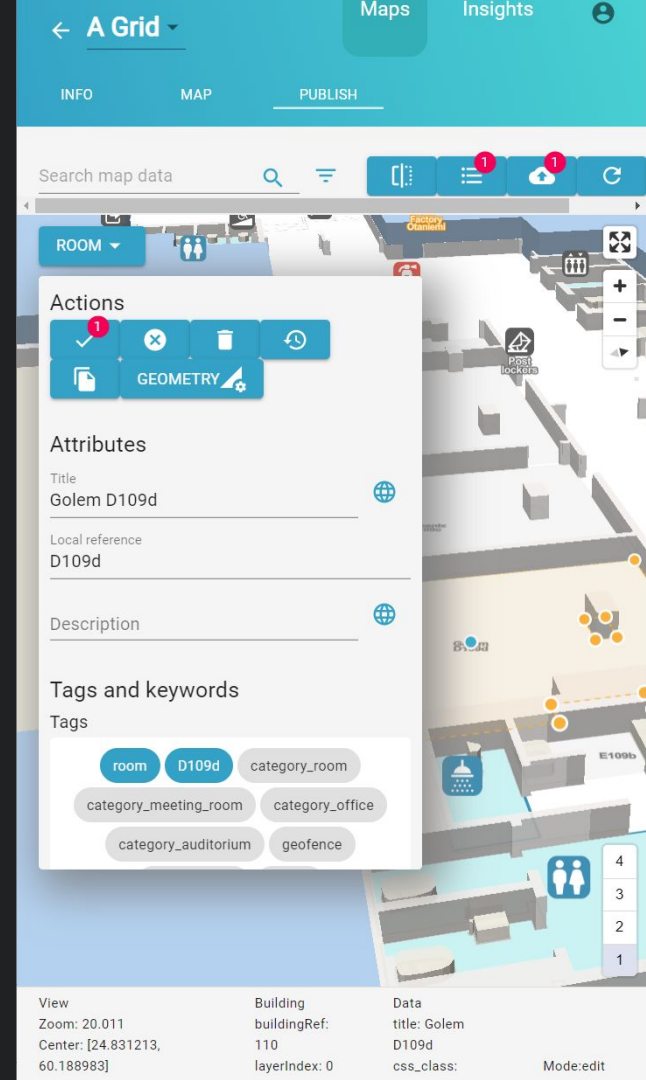 Maps Insights
A Grid
INFO MAP PUBLISH
Search map data
1 1
Factory
Otaniemi
ROOM
Actions
1
GEOMETRY
Post
lockers
Attributes
Title
Golem D109d
Local reference
D109d
Description
Tags and keywords
Tags
room D109d category_room
E109b
category_meeting_room category_office
category_auditorium geofence
4
3
2
1
View Building Data
Zoom: 20.011 buildingRef: title: Golem
Center: [24.831213, 110 D109d
60.188983] layerIndex: 0 css_class: Mode:edit